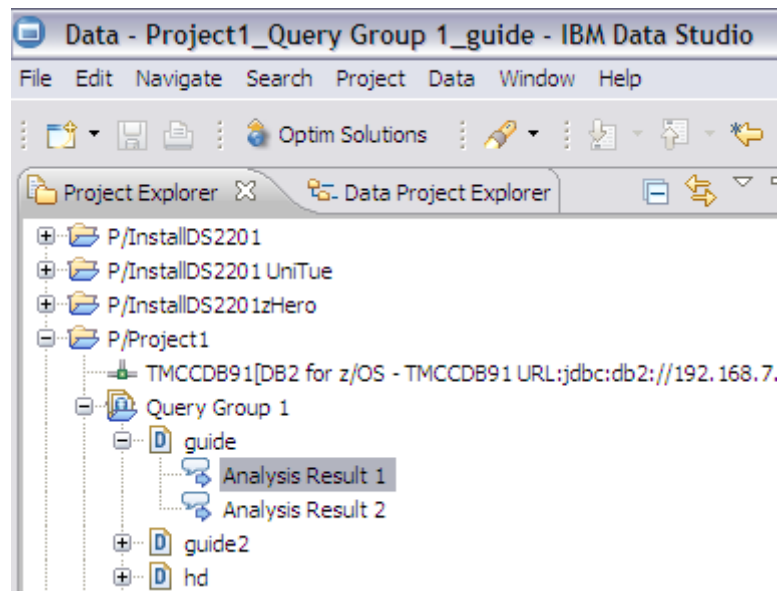 Data - Project1_Query Group 1_guide - IBM Data Studio
File Edit Navigate Search Project Data Window Help
Optim Solutions
Project Explorer Data Project Explorer
P/InstallDS2201
P/InstallDS2201 UniTue
P/InstallDS2201zHero
P/Project1
TMCCDB91[DB2 for z/OS - TMCCDB91 URL:jdbc:db2://192.168.7.
Query Group 1
D guide
Analysis Result 1
Analysis Result 2
D guide2
D hd